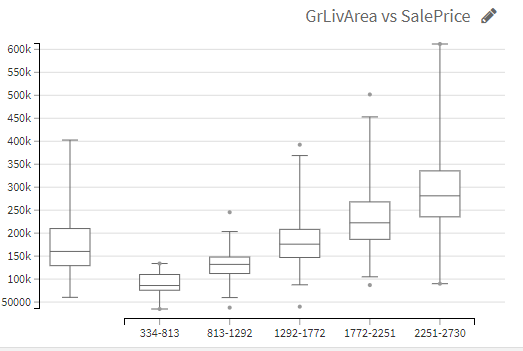 GrLivArea vs SalePrice
600k
550k
500k
450k
400k
350k
300k
250k
200k
150k
100k
50000
334-813 813-1292 1292-1772 1772-2251 2251-2730